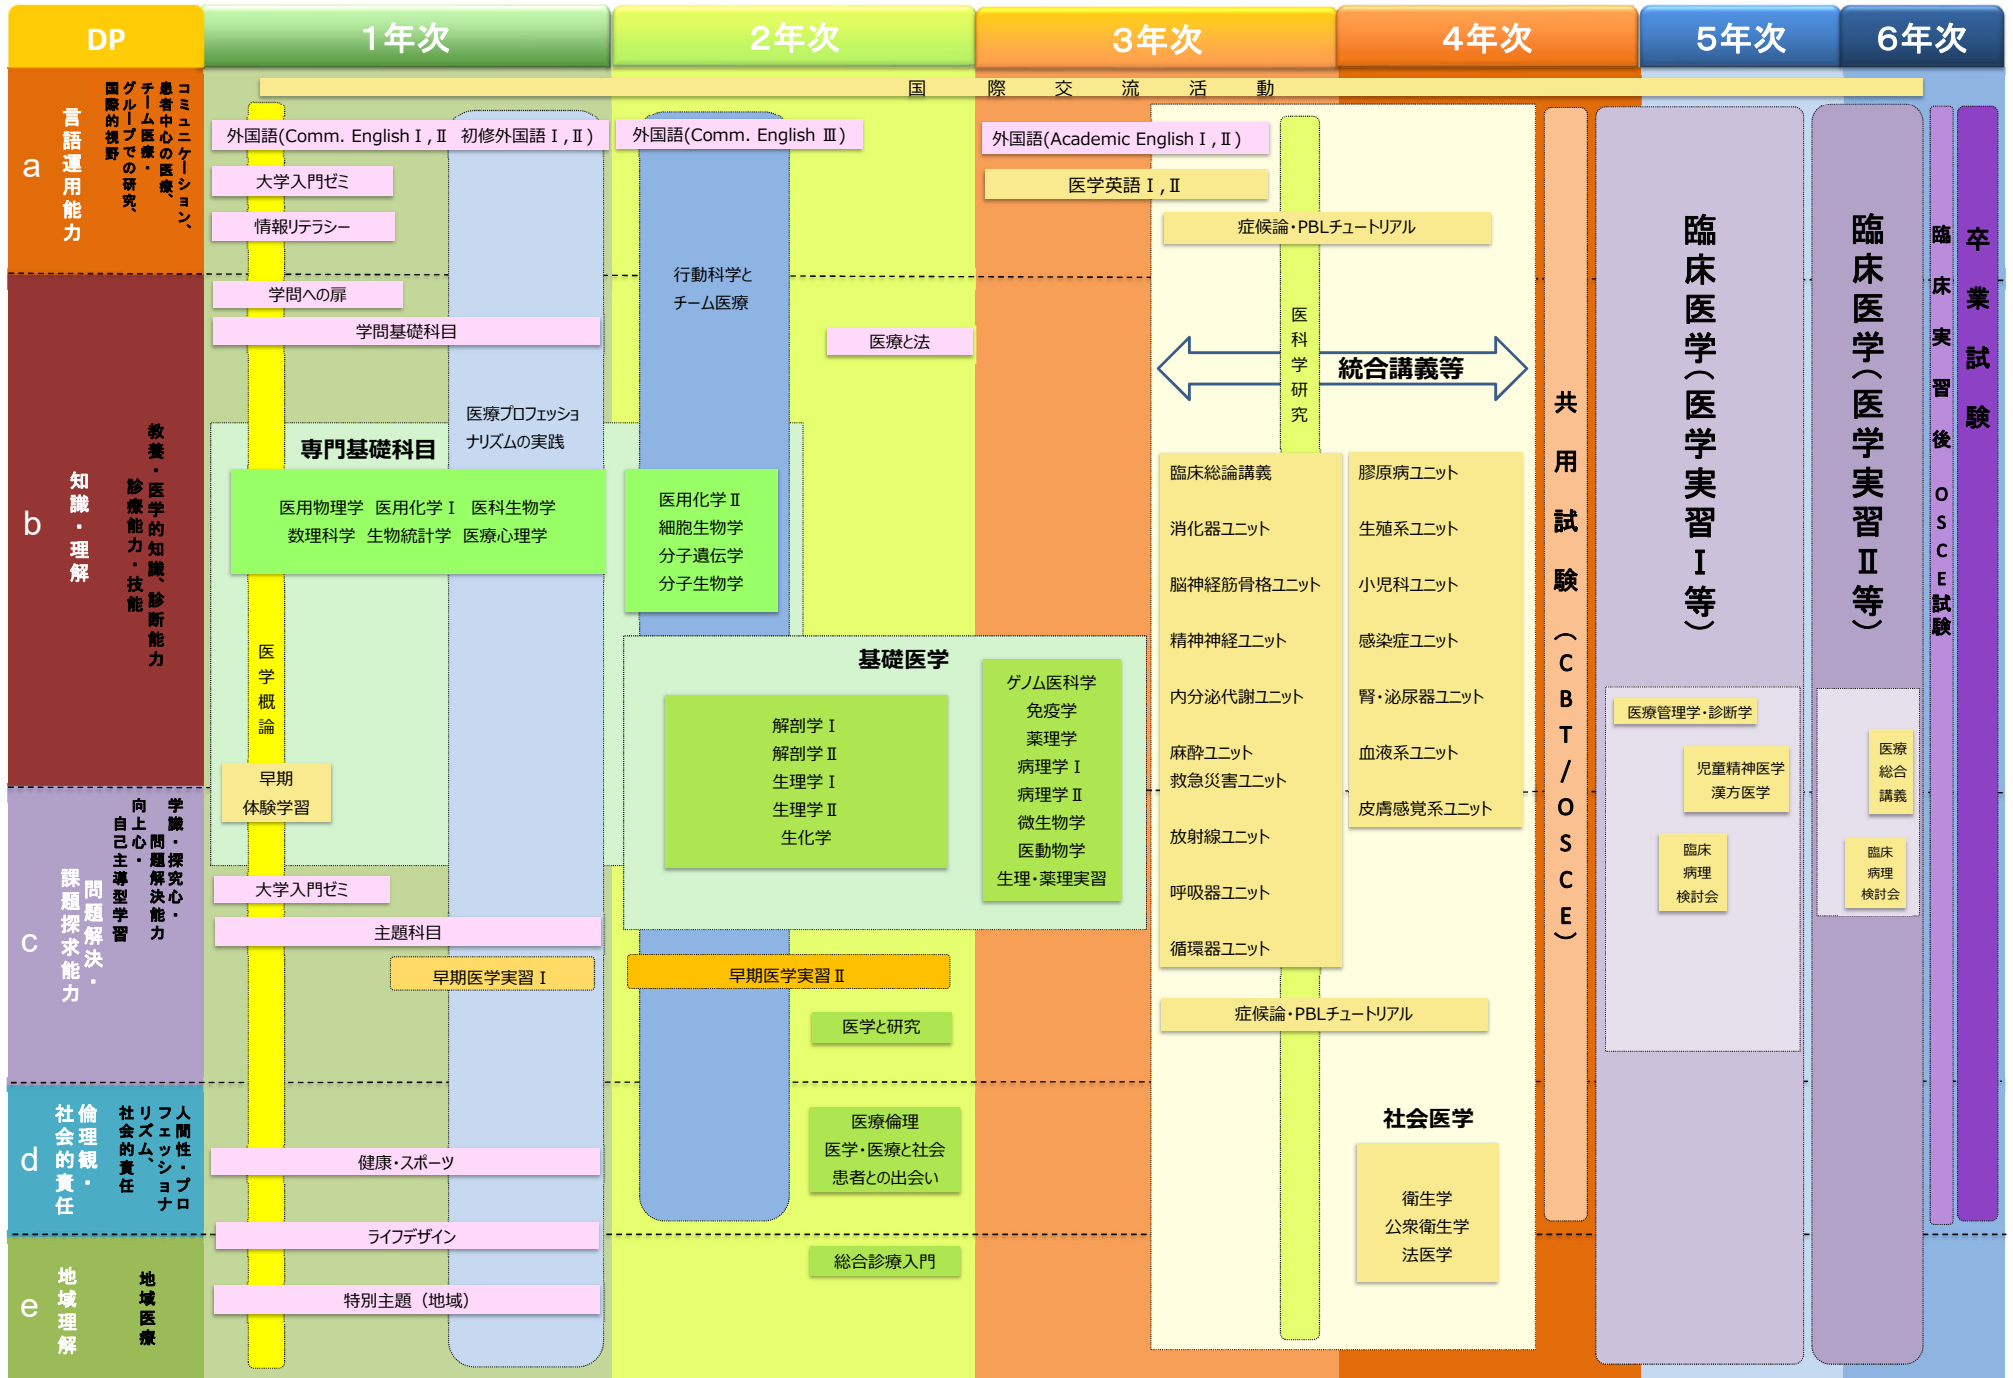 DP
1年次
2年次
3年次
4年次
5年次
6年次
国際交流活動
a
言語運用能力
コミュニケーション、
患者中心の医療、
チーム医療・
グループでの研究、
国際的視野
外国語(Comm. English Ⅰ,Ⅱ 初修外国語Ⅰ,Ⅱ)
大学入門ゼミ
情報リテラシー
外国語(Comm. English Ⅲ)
外国語(Academic English Ⅰ,Ⅱ)
医学英語Ⅰ,Ⅱ
症候論・PBLチュートリアル
b
知識・理解
教養・医学的知識、診断能力
診療能力・技能
学問への扉
学問基礎科目
医療プロフェッショ
ナリズムの実践
行動科学と
チーム医療
医療と法
医科学研究
統合講義等
専門基礎科目
医用物理学 医用化学Ⅰ 医科生物学
数理科学 生物統計学 医療心理学
医用化学Ⅱ
細胞生物学
分子遺伝学
分子生物学
医学概論
早期
体験学習
基礎医学
解剖学Ⅰ
解剖学Ⅱ
生理学Ⅰ
生理学Ⅱ
生化学
ゲノム医科学
免疫学
薬理学
病理学Ⅰ
病理学Ⅱ
微生物学
医動物学
生理・薬理実習
臨床総論講義
消化器ユニット
脳神経筋骨格ユニット
精神神経ユニット
内分泌代謝ユニット
麻酔ユニット
救急災害ユニット
放射線ユニット
呼吸器ユニット
循環器ユニット
膠原病ユニット
生殖系ユニット
小児科ユニット
感染症ユニット
腎・泌尿器ユニット
血液系ユニット
皮膚感覚系ユニット
共用試験(CBT/OSCE)
臨床医学(医学実習Ⅰ等)
医療管理学・診断学
児童精神医学
漢方医学
臨床
病理
検討会
臨床医学(医学実習Ⅱ等)
医療
総合
講義
臨床
病理
検討会
臨床実習後OSCE試験
卒業試験
c
問題解決・
課題探求能力
学識・探究心・
問題解決能力
向上心・
自己主導型学習
大学入門ゼミ
主題科目
早期医学実習Ⅰ
早期医学実習Ⅱ
医学と研究
症候論・PBLチュートリアル
d
倫理観・
社会的責任
人間性・プロ
フェッショナ
リズム、
社会的責任
健康・スポーツ
医療倫理
医学・医療と社会
患者との出会い
社会医学
衛生学
公衆衛生学
法医学
ライフデザイン
e
地域理解
地域医療
総合診療入門
特別主題（地域）